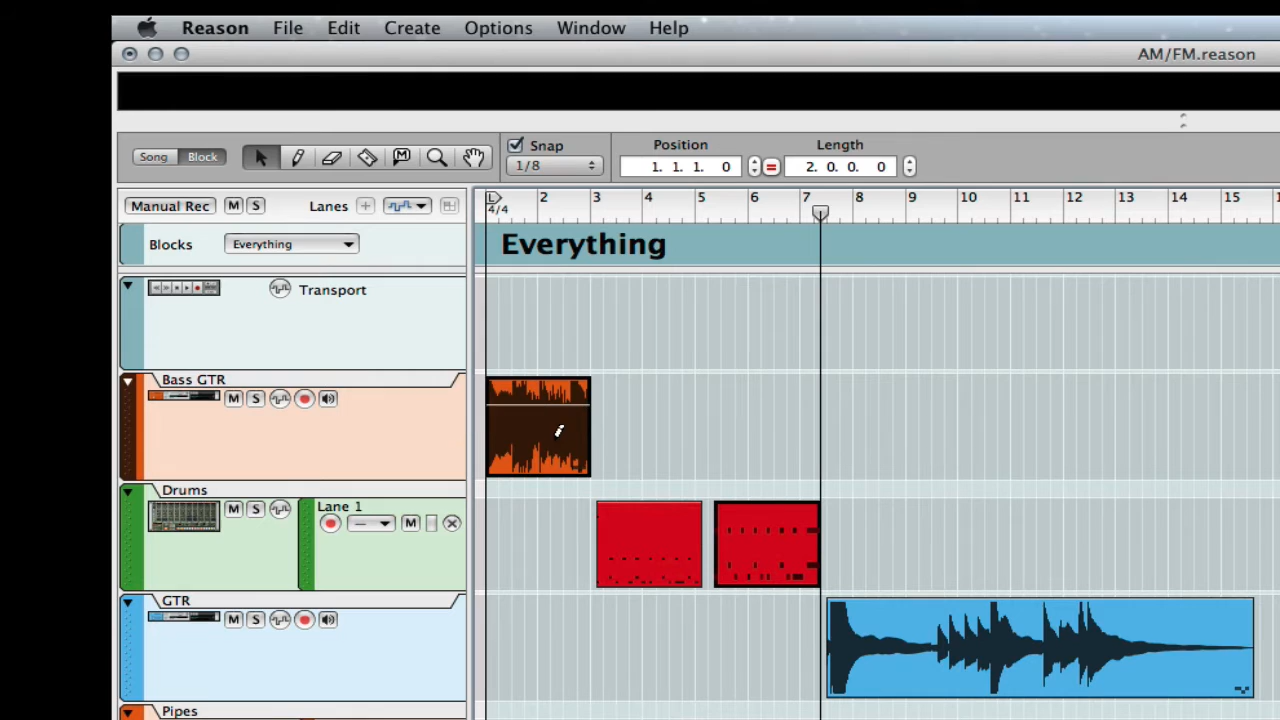 Reason File Edit Create Options Window Help
AM/FM.reason
Song Block M Snap 1/8 Position 1. 1. 1. 0 = Length 2. 0. 0. 0
Manual Rec M S Lanes + L 4/4 2 3 4 5 6 7 8 9 10 11 12 13 14 15
Blocks Everything Everything
Transport
Bass GTR
M S
Drums
M S Lane 1
— M
GTR
M S
Pipes